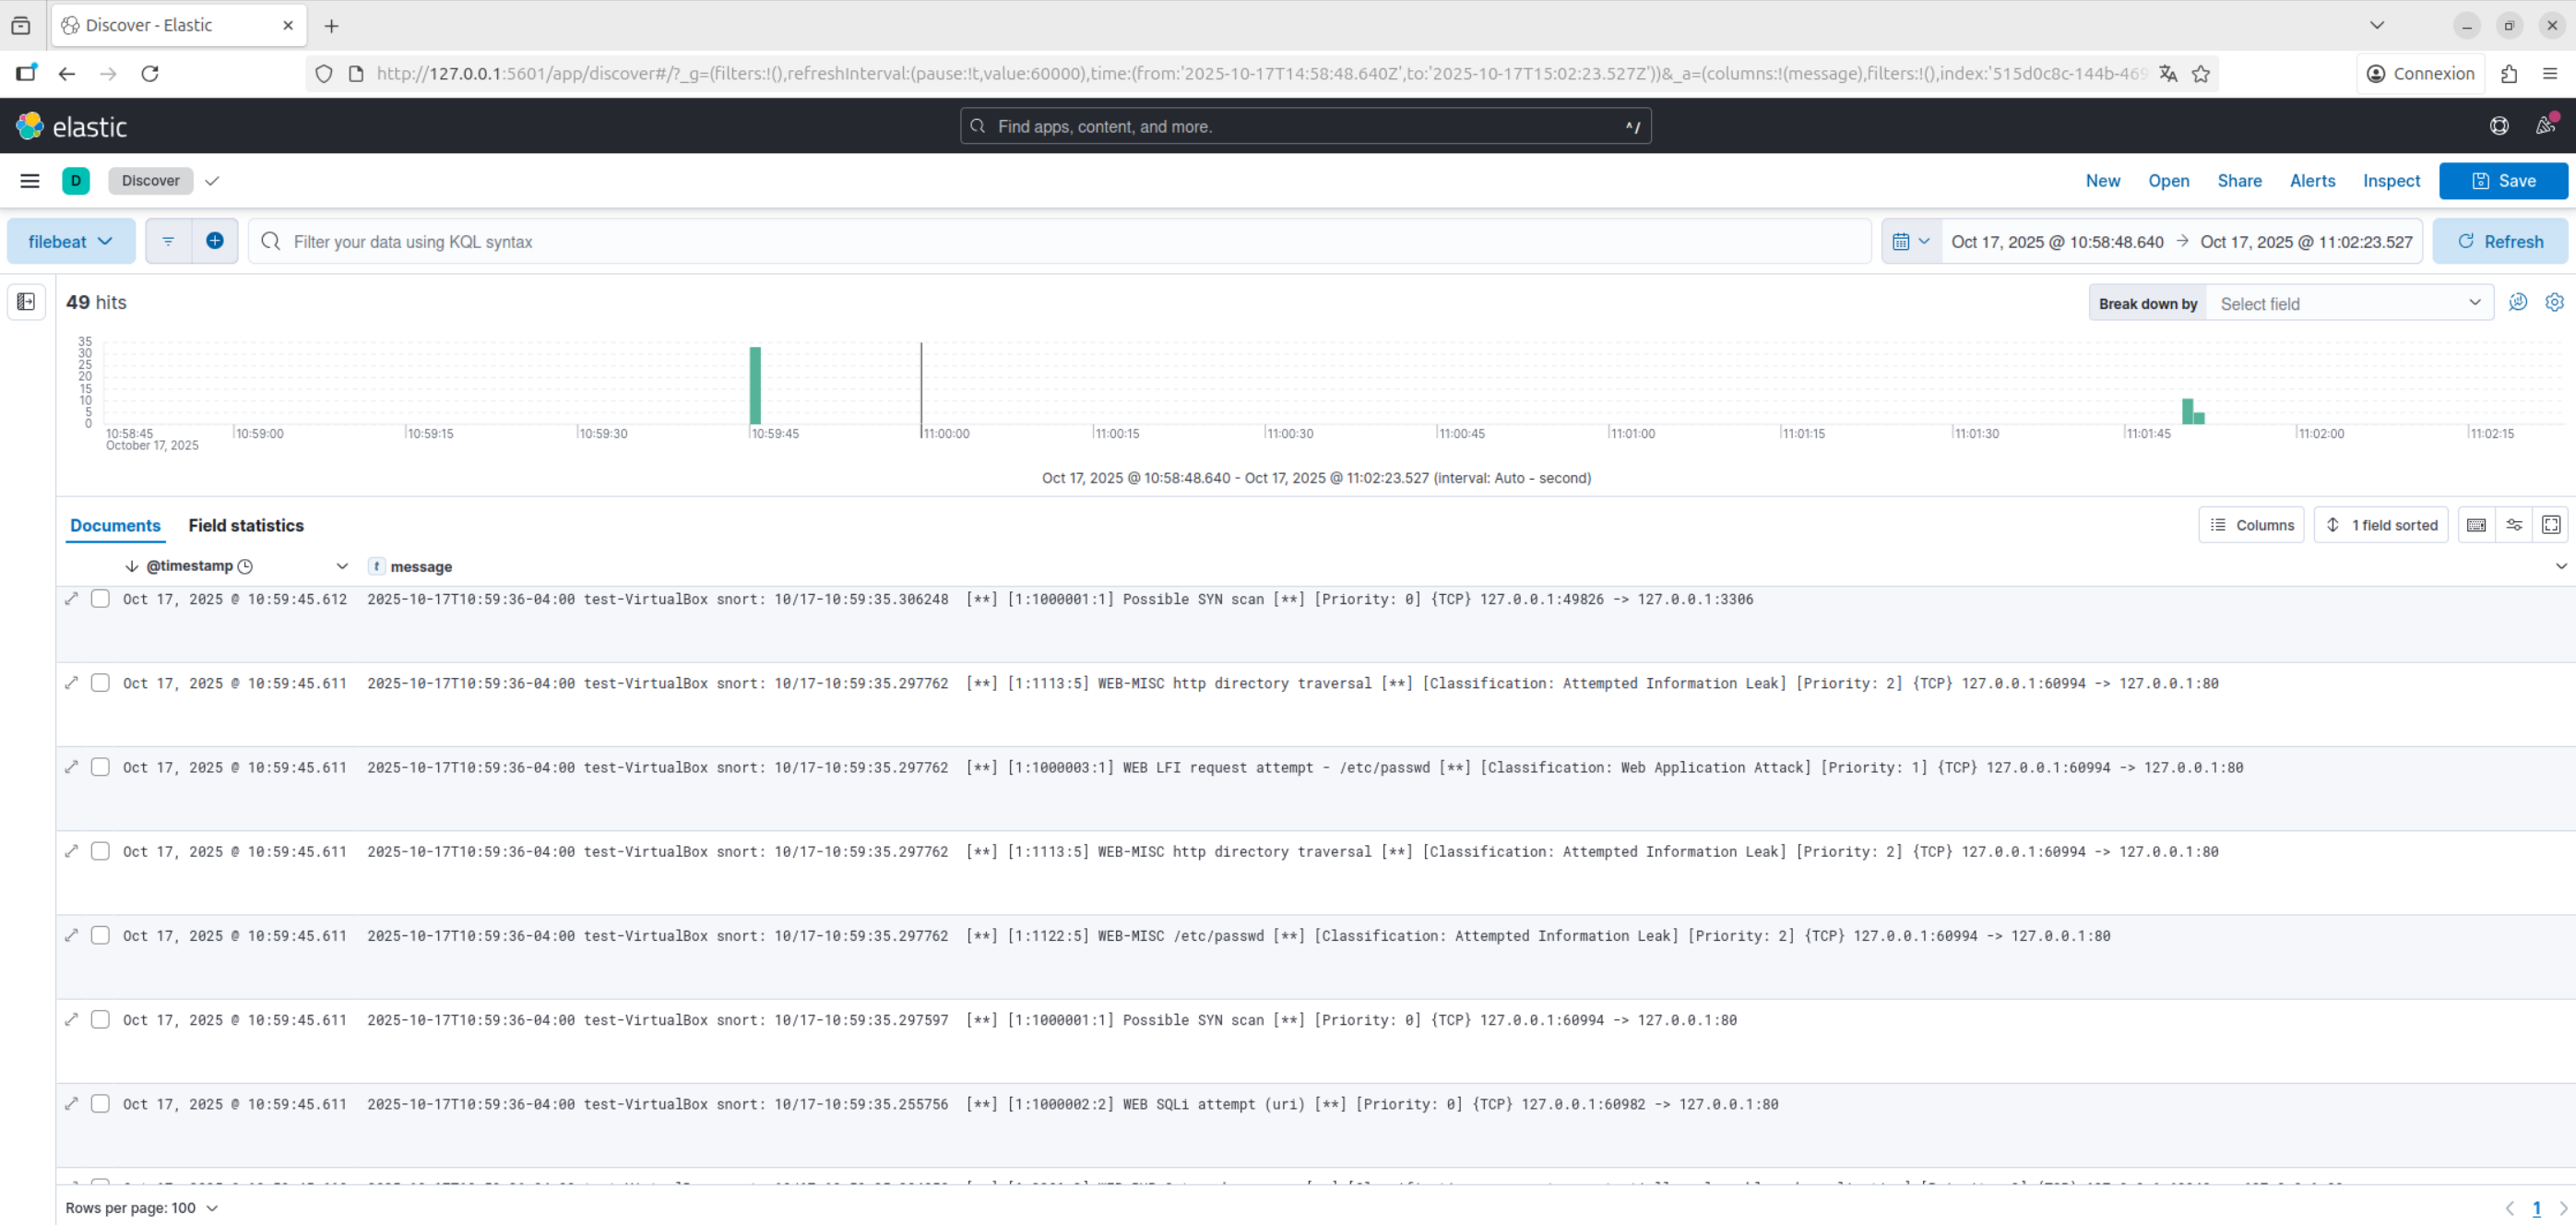 Discover - Elastic
http://127.0.0.1:5601/app/discover#/?_g=(filters:!(),refreshInterval:(pause:!t,value:60000),time:(from:'2025-10-17T14:58:48.640Z',to:'2025-10-17T15:02:23.527Z'))&_a=(columns:!(message),filters:!(),index:'515d0c8c-144b-469
Connexion
elastic
Find apps, content, and more.
^/
D
Discover
New
Open
Share
Alerts
Inspect
Save
filebeat
Filter your data using KQL syntax
Oct 17, 2025 @ 10:58:48.640 → Oct 17, 2025 @ 11:02:23.527
Refresh
49 hits
Break down by
Select field
35
30
25
20
15
10
5
0
10:58:45 10:59:00 10:59:15 10:59:30 10:59:45 11:00:00 11:00:15 11:00:30 11:00:45 11:01:00 11:01:15 11:01:30 11:01:45 11:02:00 11:02:15
October 17, 2025
Oct 17, 2025 @ 10:58:48.640 - Oct 17, 2025 @ 11:02:23.527 (interval: Auto - second)
Documents
Field statistics
Columns
1 field sorted
@timestamp
t message
Oct 17, 2025 @ 10:59:45.612 2025-10-17T10:59:36-04:00 test-VirtualBox snort: 10/17-10:59:35.306248 [**] [1:1000001:1] Possible SYN scan [**] [Priority: 0] {TCP} 127.0.0.1:49826 -> 127.0.0.1:3306
Oct 17, 2025 @ 10:59:45.611 2025-10-17T10:59:36-04:00 test-VirtualBox snort: 10/17-10:59:35.297762 [**] [1:1113:5] WEB-MISC http directory traversal [**] [Classification: Attempted Information Leak] [Priority: 2] {TCP} 127.0.0.1:60994 -> 127.0.0.1:80
Oct 17, 2025 @ 10:59:45.611 2025-10-17T10:59:36-04:00 test-VirtualBox snort: 10/17-10:59:35.297762 [**] [1:1000003:1] WEB LFI request attempt - /etc/passwd [**] [Classification: Web Application Attack] [Priority: 1] {TCP} 127.0.0.1:60994 -> 127.0.0.1:80
Oct 17, 2025 @ 10:59:45.611 2025-10-17T10:59:36-04:00 test-VirtualBox snort: 10/17-10:59:35.297762 [**] [1:1113:5] WEB-MISC http directory traversal [**] [Classification: Attempted Information Leak] [Priority: 2] {TCP} 127.0.0.1:60994 -> 127.0.0.1:80
Oct 17, 2025 @ 10:59:45.611 2025-10-17T10:59:36-04:00 test-VirtualBox snort: 10/17-10:59:35.297762 [**] [1:1122:5] WEB-MISC /etc/passwd [**] [Classification: Attempted Information Leak] [Priority: 2] {TCP} 127.0.0.1:60994 -> 127.0.0.1:80
Oct 17, 2025 @ 10:59:45.611 2025-10-17T10:59:36-04:00 test-VirtualBox snort: 10/17-10:59:35.297597 [**] [1:1000001:1] Possible SYN scan [**] [Priority: 0] {TCP} 127.0.0.1:60994 -> 127.0.0.1:80
Oct 17, 2025 @ 10:59:45.611 2025-10-17T10:59:36-04:00 test-VirtualBox snort: 10/17-10:59:35.255756 [**] [1:1000002:2] WEB SQLi attempt (uri) [**] [Priority: 0] {TCP} 127.0.0.1:60982 -> 127.0.0.1:80
Rows per page: 100
1